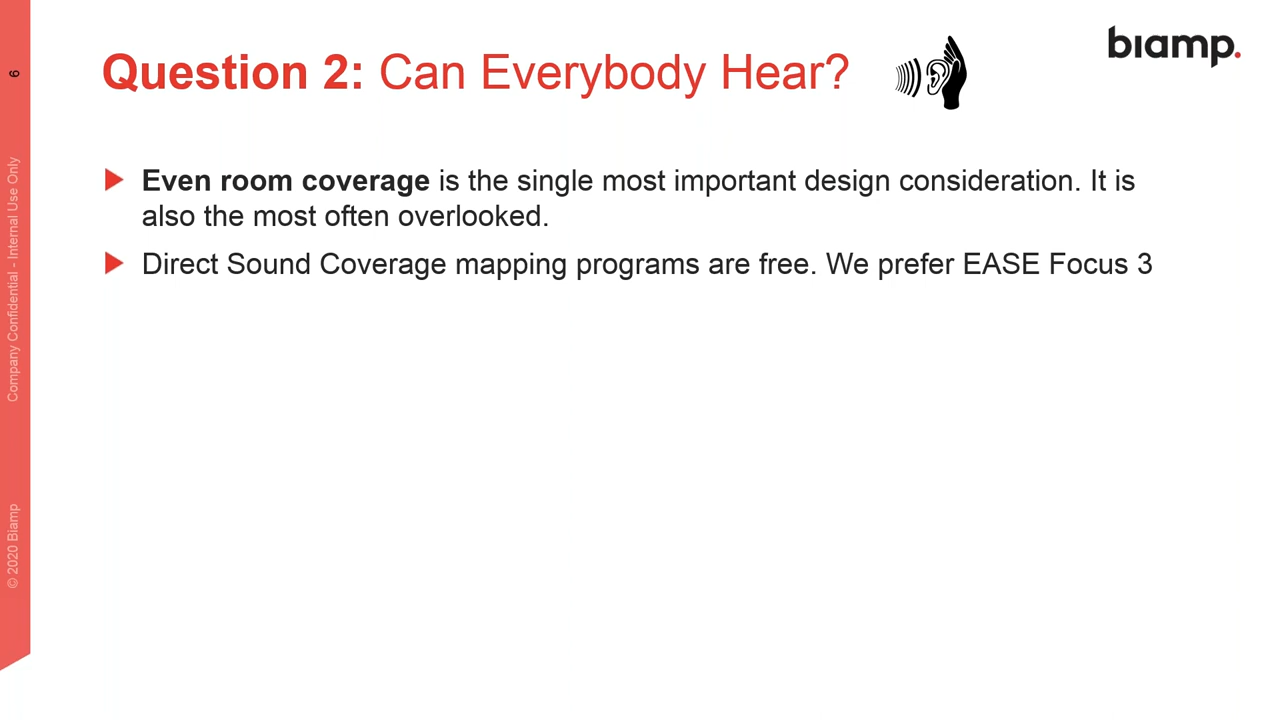 6
Company Confidential - Internal Use Only
© 2020 Biamp
Question 2: Can Everybody Hear?
biamp.
Even room coverage is the single most important design consideration. It is
also the most often overlooked.
Direct Sound Coverage mapping programs are free. We prefer EASE Focus 3